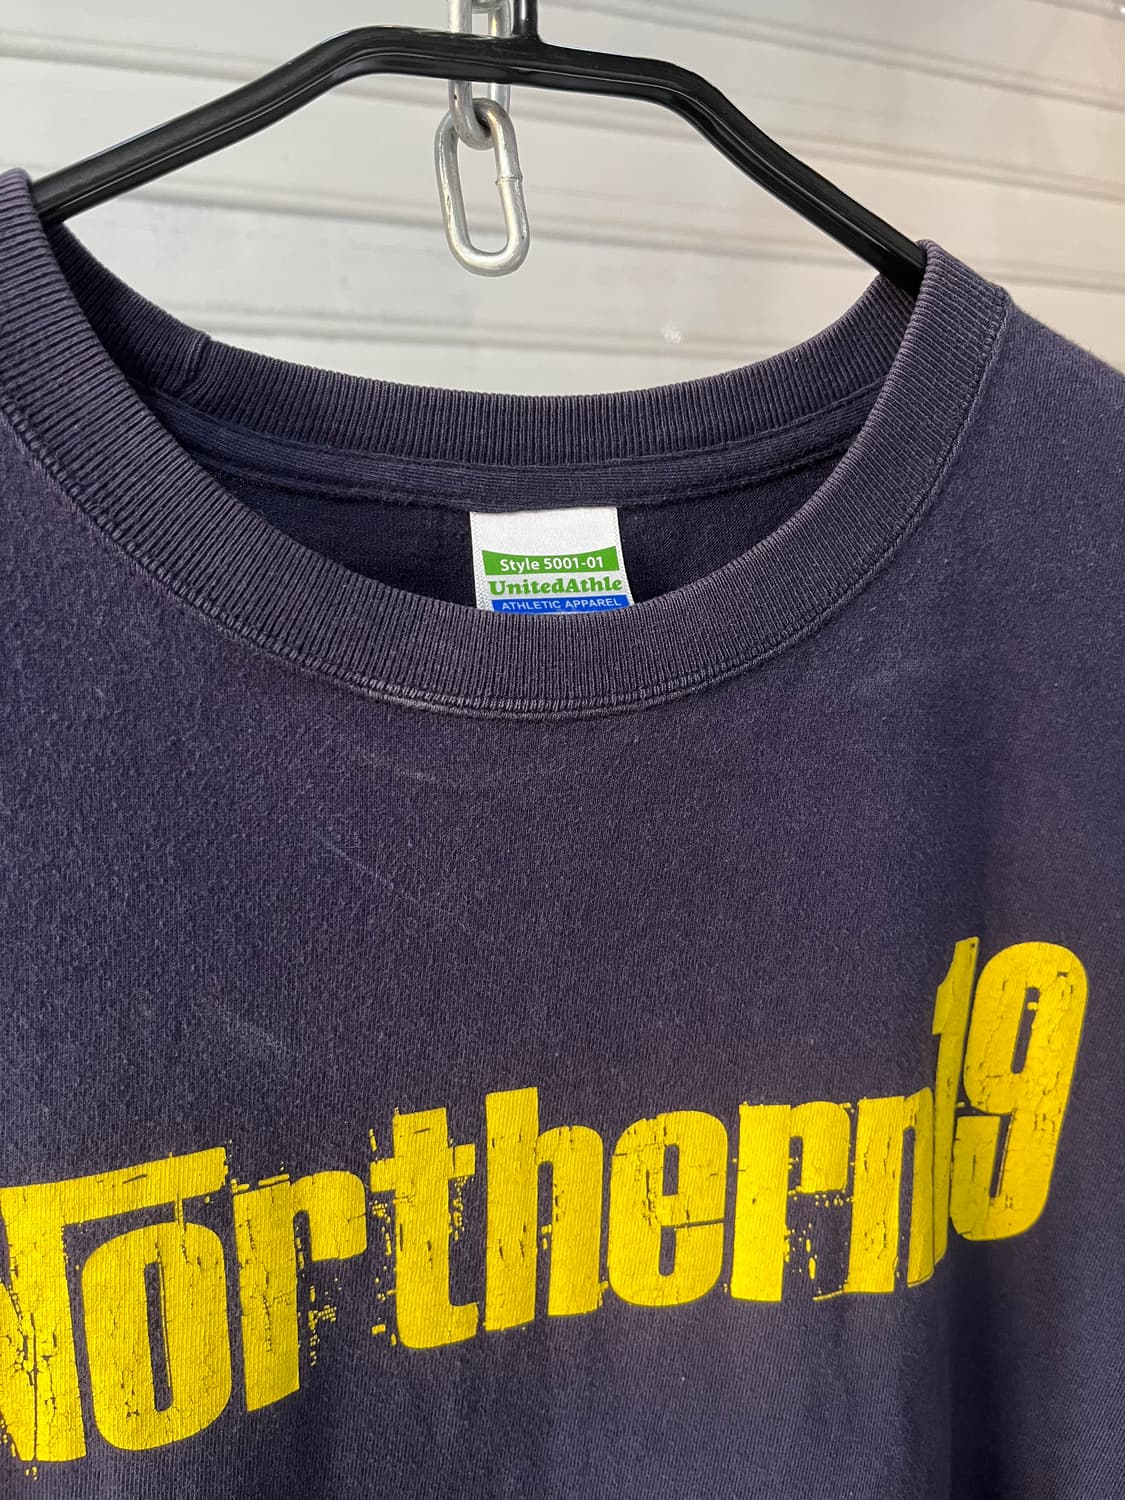 Style 5001-01
UnitedAthle
ATHLETIC APPAREL
Northern19